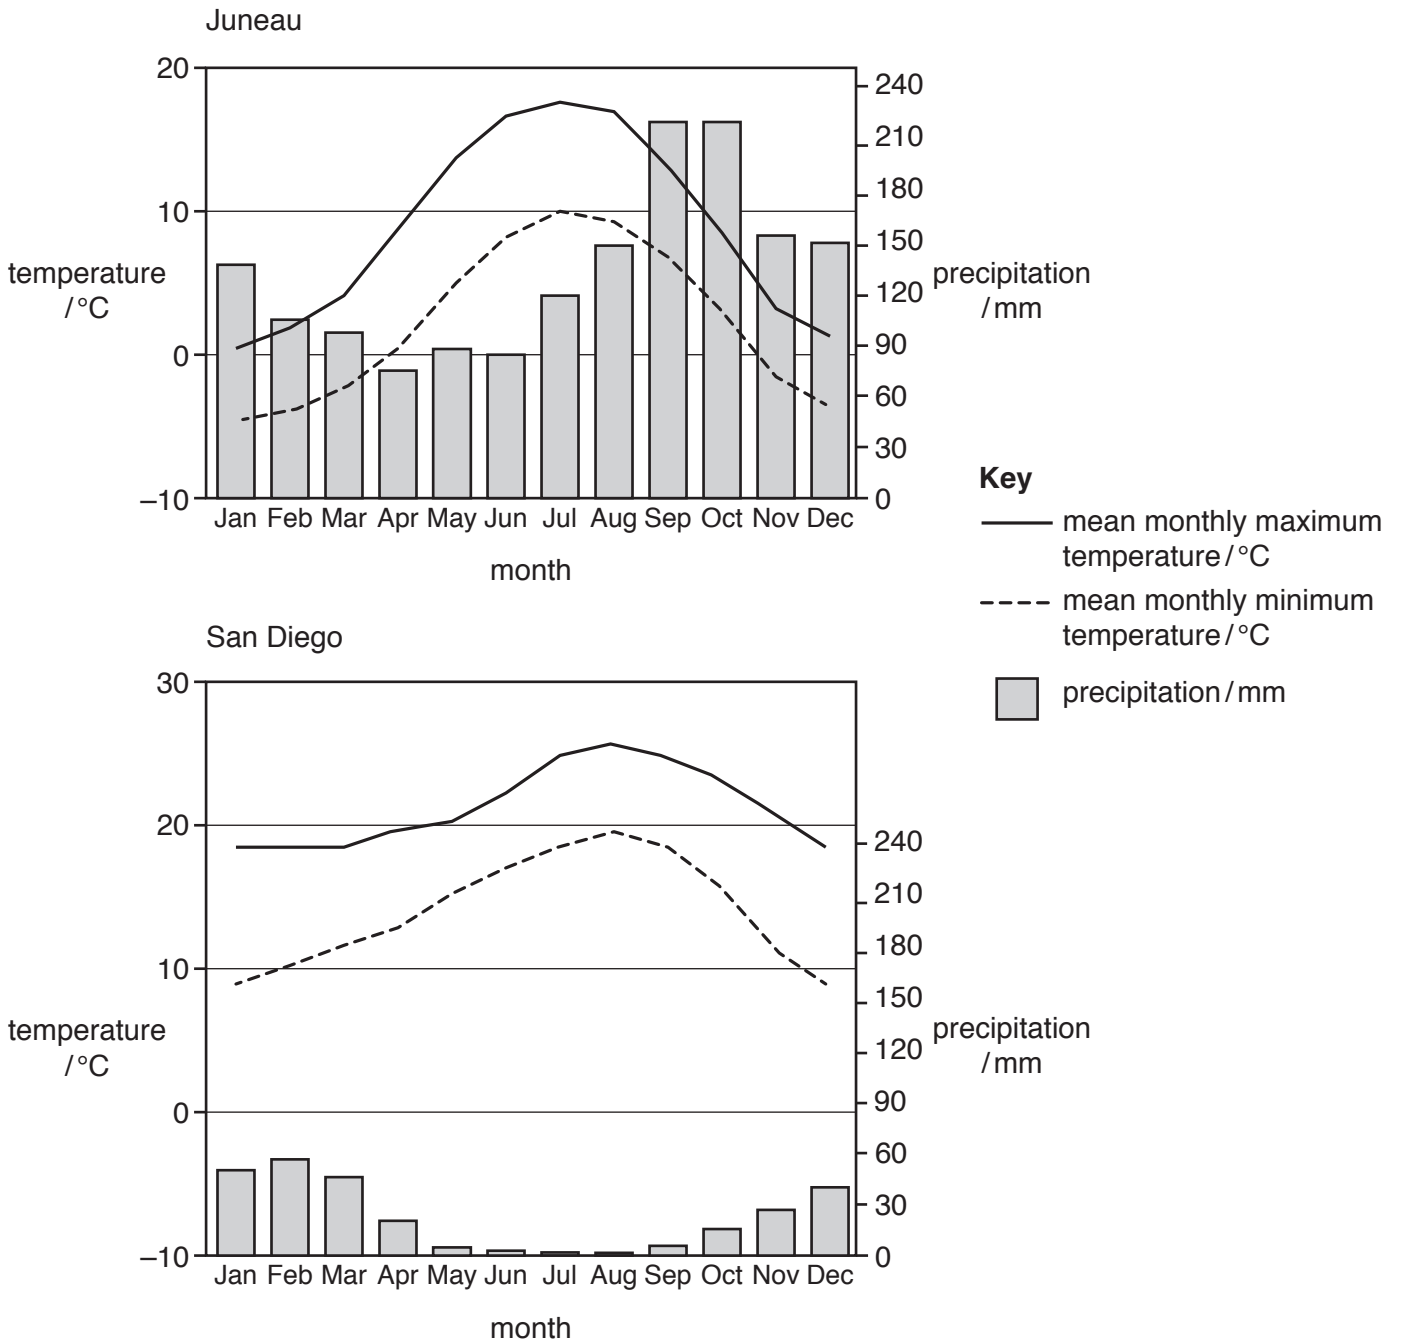 Juneau
20
10
0
–10
temperature
/ °C
240
210
180
150
120
90
60
30
0
precipitation
/ mm
Jan Feb Mar Apr May Jun Jul Aug Sep Oct Nov Dec
month
Key
mean monthly maximum
temperature / °C
mean monthly minimum
temperature / °C
precipitation / mm
San Diego
30
20
10
0
–10
temperature
/ °C
240
210
180
150
120
90
60
30
0
precipitation
/ mm
Jan Feb Mar Apr May Jun Jul Aug Sep Oct Nov Dec
month